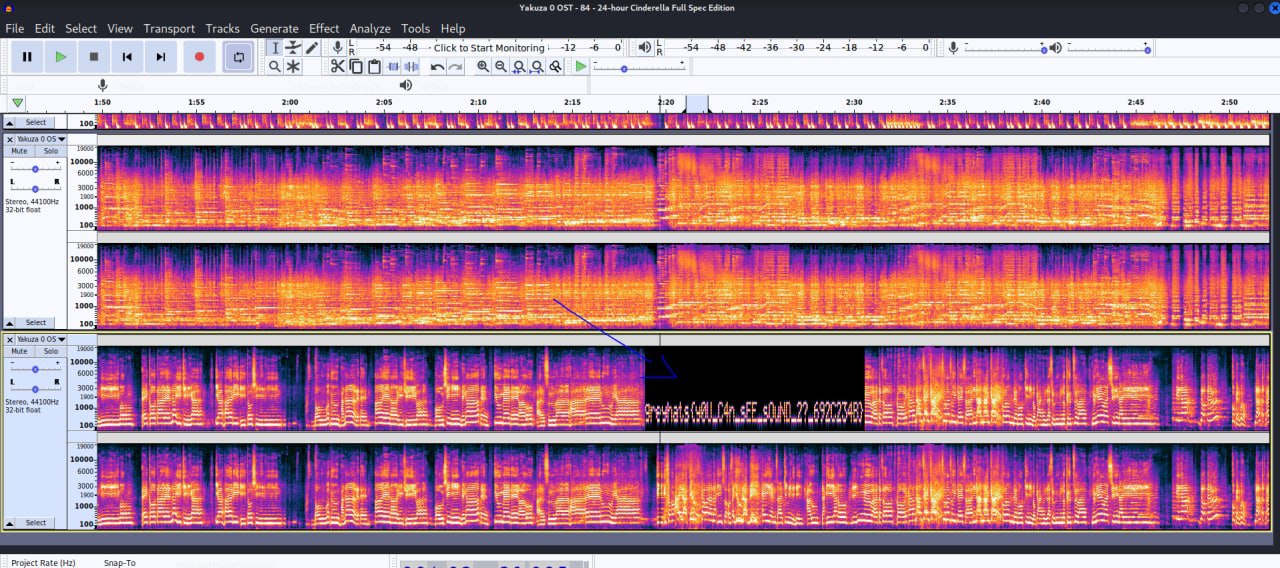 Yakuza 0 OST - 84 - 24-hour Cinderella Full Spec Edition
File Edit Select View Transport Tracks Generate Effect Analyze Tools Help
L R -54 -48 - Click to Start Monitoring -12 -6 0
L R -54 -48 -42 -36 -30 -24 -18 -12 -6 0
1:50 1:55 2:00 2:05 2:10 2:15 2:20 2:25 2:30 2:35 2:40 2:45 2:50
Select
100
Yakuza 0 OS
Mute Solo
- +
L R
Stereo, 44100Hz
32-bit float
Select
19000
10000
6000
3000
1900
1000
100
19000
10000
6000
3000
1900
1000
100
Yakuza 0 OS
Mute Solo
- +
L R
Stereo, 44100Hz
32-bit float
Select
19000
10000
6000
3000
1900
1000
100
19000
10000
6000
3000
1900
1000
100
Project Rate (Hz) Snap-To